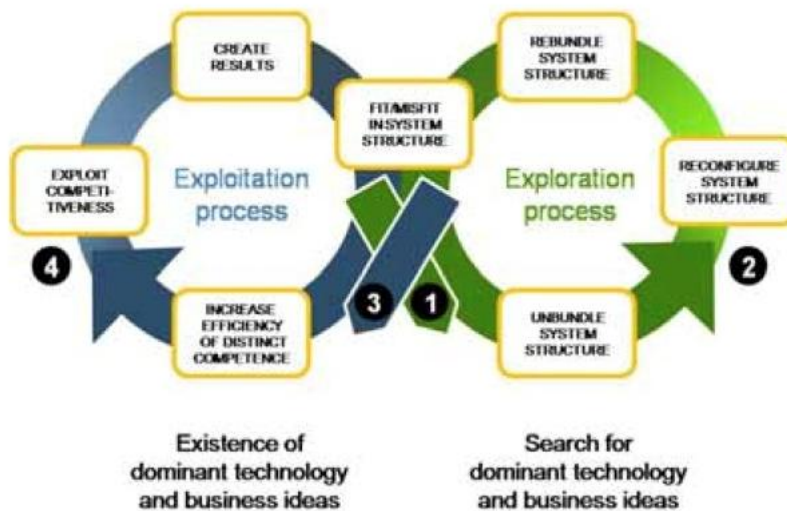 CREATE
RESULTS
REBUNDLE
SYSTEM
STRUCTURE
FIT/MISFIT
IN SYSTEM
STRUCTURE
EXPLOIT
COMPETI-
TIVENESS
Exploitation
process
Exploration
process
RECONFIGURE
SYSTEM
STRUCTURE
4
3
1
2
INCREASE
EFFICIENCY
OF DISTINCT
COMPETENCE
UNBUNDLE
SYSTEM
STRUCTURE
Existence of
dominant technology
and business ideas
Search for
dominant technology
and business ideas